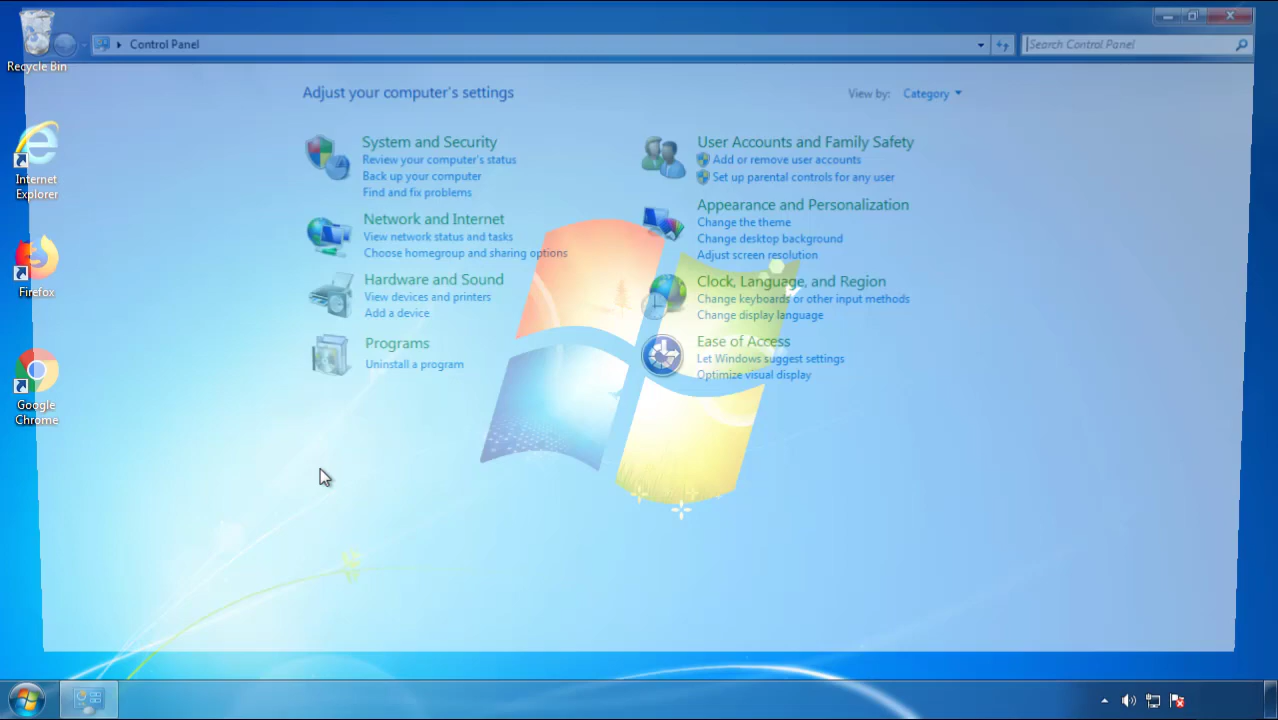 Recycle Bin
Internet
Explorer
Firefox
Google
Chrome
Control Panel
Search Control Panel
Adjust your computer's settings
View by:
Category
System and Security
Review your computer's status
Back up your computer
Find and fix problems
Network and Internet
View network status and tasks
Choose homegroup and sharing options
Hardware and Sound
View devices and printers
Add a device
Programs
Uninstall a program
User Accounts and Family Safety
Add or remove user accounts
Set up parental controls for any user
Appearance and Personalization
Change the theme
Change desktop background
Adjust screen resolution
Clock, Language, and Region
Change keyboards or other input methods
Change display language
Ease of Access
Let Windows suggest settings
Optimize visual display